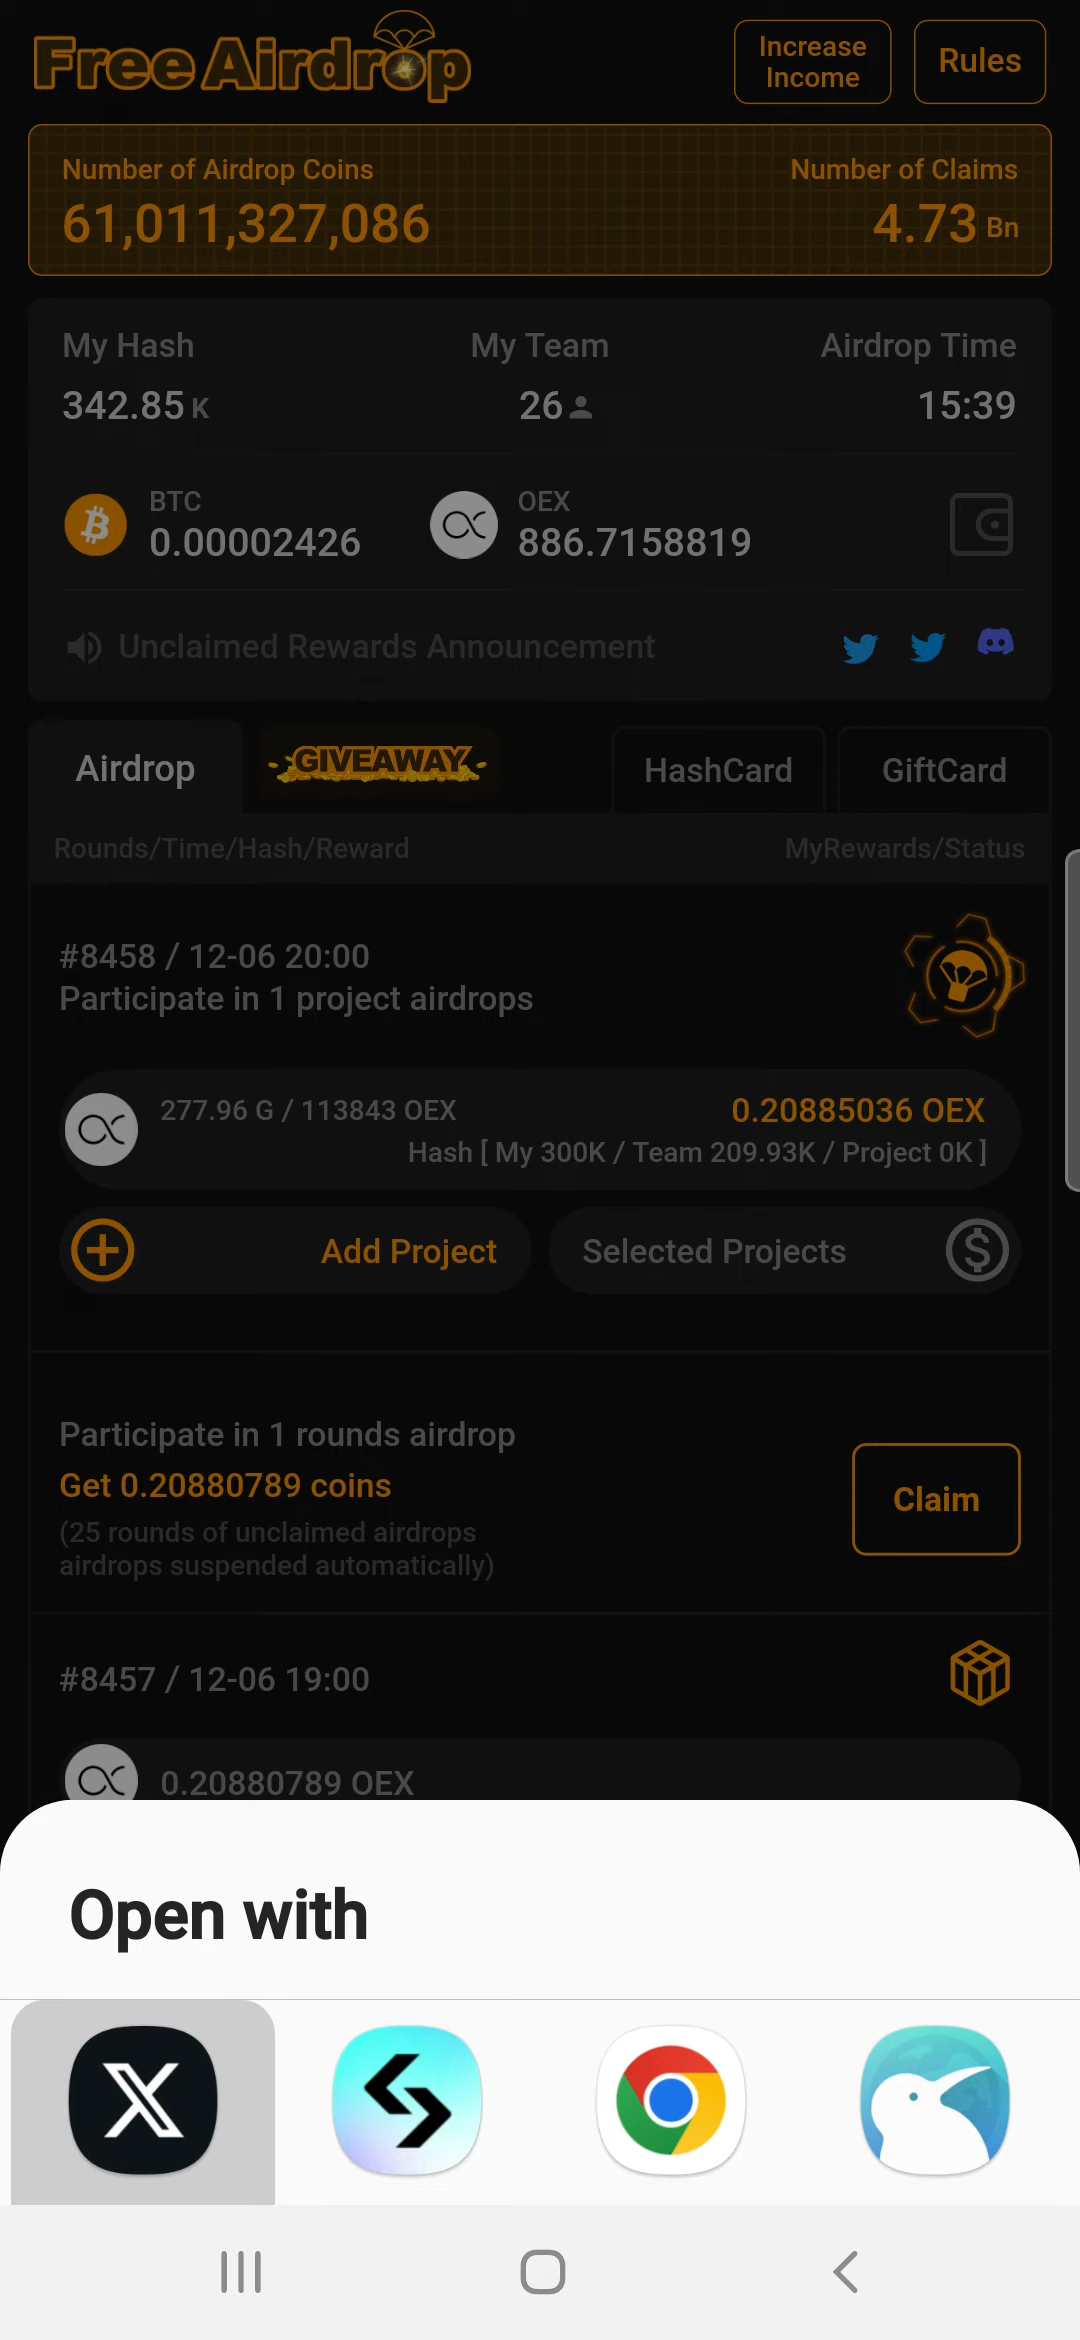 Free Airdrop
Increase Income
Rules
Number of Airdrop Coins
Number of Claims
61,011,327,086
4.73 Bn
My Hash
My Team
Airdrop Time
342.85 K
26
15:39
BTC
0.00002426
OEX
886.7158819
Unclaimed Rewards Announcement
Airdrop
GIVEAWAY
HashCard
GiftCard
Rounds/Time/Hash/Reward
MyRewards/Status
#8458 / 12-06 20:00
Participate in 1 project airdrops
277.96 G / 113843 OEX
0.20885036 OEX
Hash [ My 300K / Team 209.93K / Project 0K ]
Add Project
Selected Projects
Participate in 1 rounds airdrop
Get 0.20880789 coins
(25 rounds of unclaimed airdrops
airdrops suspended automatically)
Claim
#8457 / 12-06 19:00
0.20880789 OEX
Open with